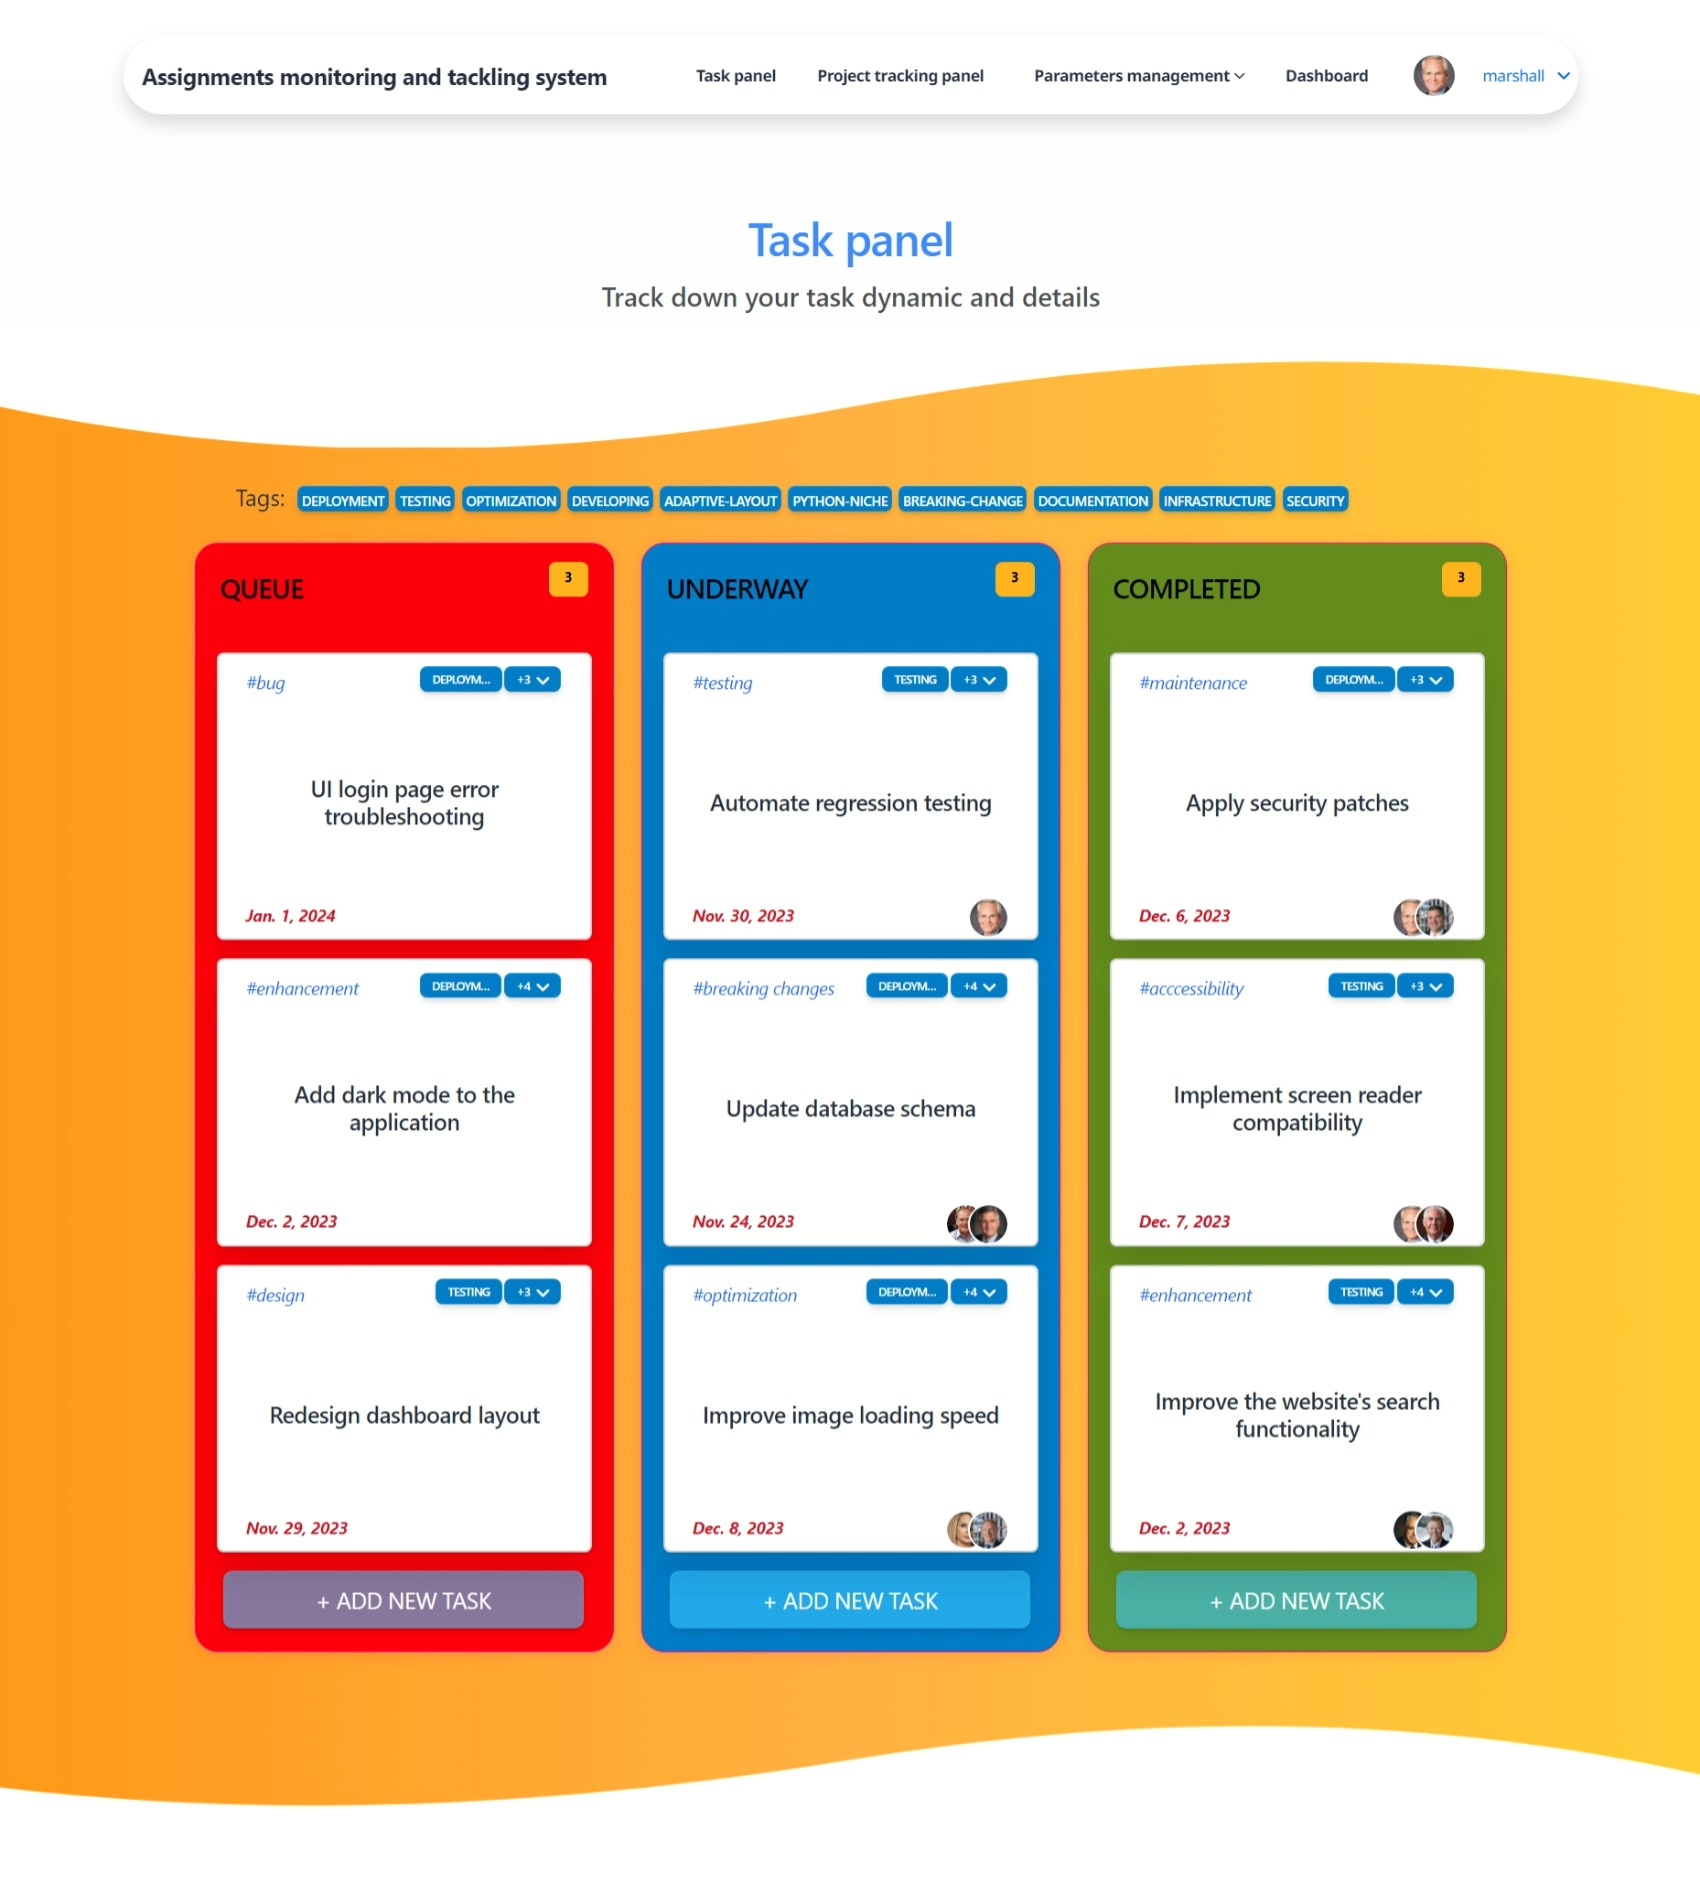 Assignments monitoring and tackling system Task panel Project tracking panel Parameters management Dashboard marshall
Task panel
Track down your task dynamic and details
Tags: DEPLOYMENT TESTING OPTIMIZATION DEVELOPING ADAPTIVE-LAYOUT PYTHON-NICHE BREAKING-CHANGE DOCUMENTATION INFRASTRUCTURE SECURITY
QUEUE 3
#bug DEPLOYM... +3
UI login page error
troubleshooting
Jan. 1, 2024
#enhancement DEPLOYM... +4
Add dark mode to the
application
Dec. 2, 2023
#design TESTING +3
Redesign dashboard layout
Nov. 29, 2023
+ ADD NEW TASK
UNDERWAY 3
#testing TESTING +3
Automate regression testing
Nov. 30, 2023
#breaking changes DEPLOYM... +4
Update database schema
Nov. 24, 2023
#optimization DEPLOYM... +4
Improve image loading speed
Dec. 8, 2023
+ ADD NEW TASK
COMPLETED 3
#maintenance DEPLOYM... +3
Apply security patches
Dec. 6, 2023
#acccessibility TESTING +3
Implement screen reader
compatibility
Dec. 7, 2023
#enhancement TESTING +4
Improve the website's search
functionality
Dec. 2, 2023
+ ADD NEW TASK